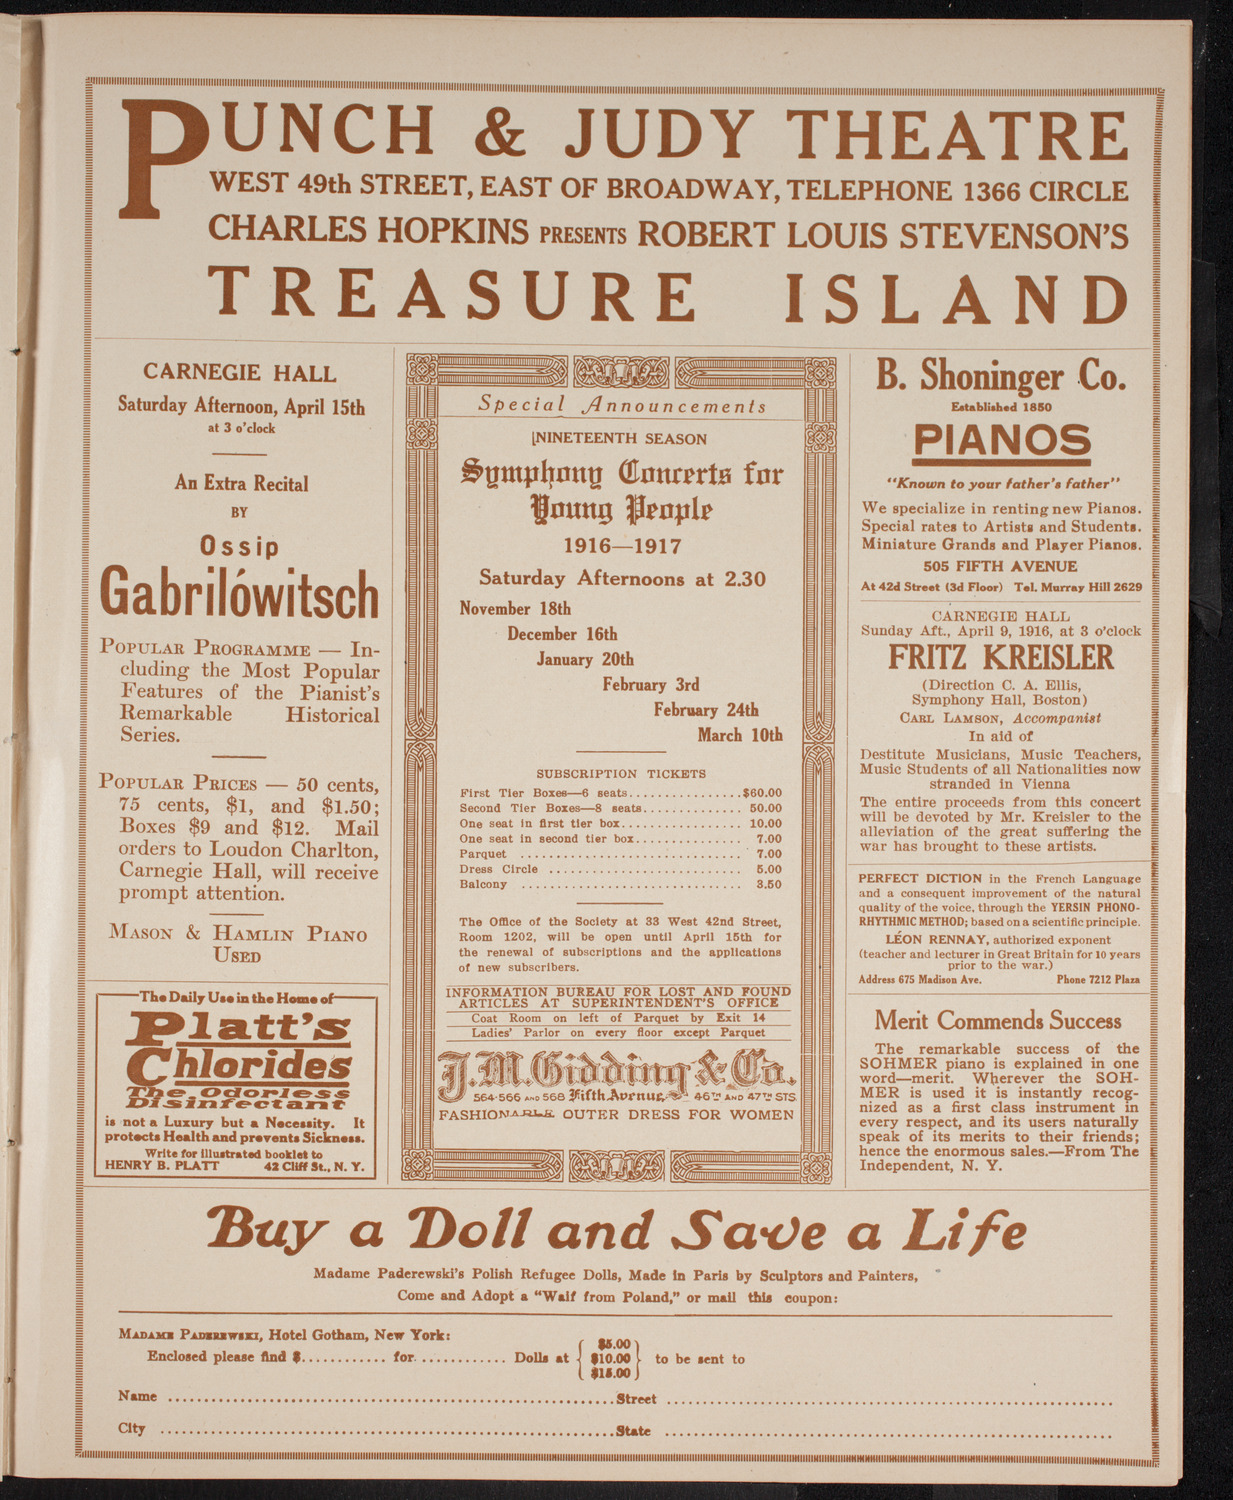 PUNCH & JUDY THEATRE
WEST 49th STREET, EAST OF BROADWAY, TELEPHONE 1366 CIRCLE
CHARLES HOPKINS PRESENTS ROBERT LOUIS STEVENSON'S
TREASURE ISLAND
CARNEGIE HALL
Saturday Afternoon, April 15th
at 3 o'clock
An Extra Recital
BY
Ossip
Gabrilówitsch
POPULAR PROGRAMME — In-
cluding the Most Popular
Features of the Pianist's
Remarkable Historical
Series.
POPULAR PRICES — 50 cents,
75 cents, $1, and $1.50;
Boxes $9 and $12. Mail
orders to Loudon Charlton,
Carnegie Hall, will receive
prompt attention.
MASON & HAMLIN PIANO
USED
The Daily Use in the Home of
Platt's
Chlorides
The Odorless
Disinfectant
is not a Luxury but a Necessity. It
protects Health and prevents Sickness.
Write for illustrated booklet to
HENRY B. PLATT 42 Cliff St., N. Y.
Special Announcements
NINETEENTH SEASON
Symphony Concerts for
Young People
1916—1917
Saturday Afternoons at 2.30
November 18th
December 16th
January 20th
February 3rd
February 24th
March 10th
SUBSCRIPTION TICKETS
First Tier Boxes—6 seats................$60.00
Second Tier Boxes—8 seats.............. 50.00
One seat in first tier box................. 10.00
One seat in second tier box............... 7.00
Parquet ............................... 7.00
Dress Circle ........................... 5.00
Balcony ............................... 3.50
The Office of the Society at 33 West 42nd Street,
Room 1202, will be open until April 15th for
the renewal of subscriptions and the applications
of new subscribers.
INFORMATION BUREAU FOR LOST AND FOUND
ARTICLES AT SUPERINTENDENT'S OFFICE
Coat Room on left of Parquet by Exit 14
Ladies' Parlor on every floor except Parquet
J. M. Gidding & Co.
564-566 AND 568 Fifth Avenue 46TH AND 47TH STS.
FASHIONABLE OUTER DRESS FOR WOMEN
B. Shoninger Co.
Established 1850
PIANOS
"Known to your father's father"
We specialize in renting new Pianos.
Special rates to Artists and Students.
Miniature Grands and Player Pianos.
505 FIFTH AVENUE
At 42d Street (3d Floor) Tel. Murray Hill 2629
CARNEGIE HALL
Sunday Aft., April 9, 1916, at 3 o'clock
FRITZ KREISLER
(Direction C. A. Ellis,
Symphony Hall, Boston)
CARL LAMSON, Accompanist
In aid of
Destitute Musicians, Music Teachers,
Music Students of all Nationalities now
stranded in Vienna
The entire proceeds from this concert
will be devoted by Mr. Kreisler to the
alleviation of the great suffering the
war has brought to these artists.
PERFECT DICTION in the French Language
and a consequent improvement of the natural
quality of the voice, through the YERSIN PHONO-
RHYTHMIC METHOD; based on a scientific principle.
LÉON RENNAY, authorized exponent
(teacher and lecturer in Great Britain for 10 years
prior to the war.)
Address 675 Madison Ave. Phone 7212 Plaza
Merit Commends Success
The remarkable success of the
SOHMER piano is explained in one
word—merit. Wherever the SOH-
MER is used it is instantly recog-
nized as a first class instrument in
every respect, and its users naturally
speak of its merits to their friends;
hence the enormous sales.—From The
Independent, N. Y.
Buy a Doll and Save a Life
Madame Paderewski's Polish Refugee Dolls, Made in Paris by Sculptors and Painters,
Come and Adopt a "Waif from Poland," or mail this coupon:
MADAME PADEREWSKI, Hotel Gotham, New York:
Enclosed please find $............ for............. Dolls at { $5.00 $10.00 $15.00 } to be sent to
Name ................................Street ................................
City ................................State ................................